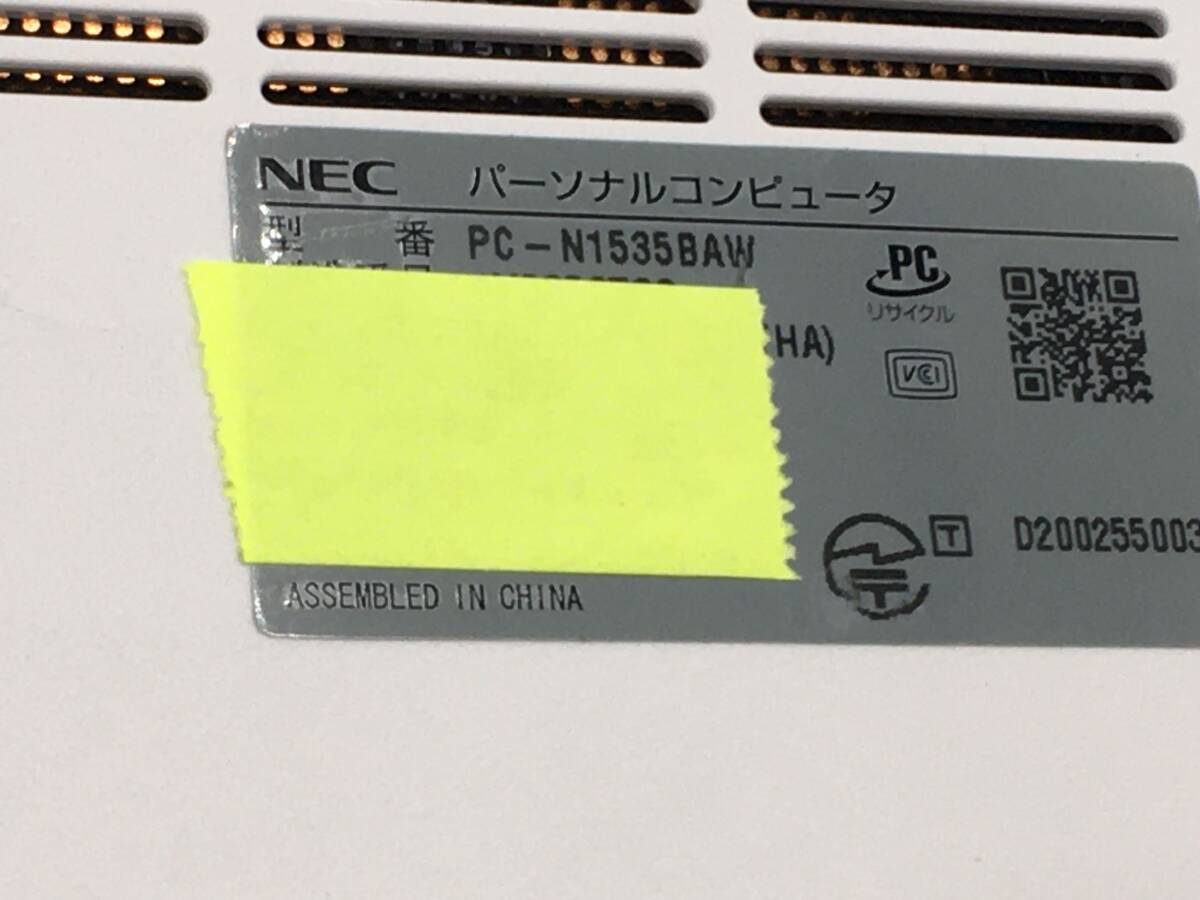 NEC パーソナルコンピュータ
型 番 PC-N1535BAW
PC
リサイクル
HA)
VCI
T D200255003
ASSEMBLED IN CHINA